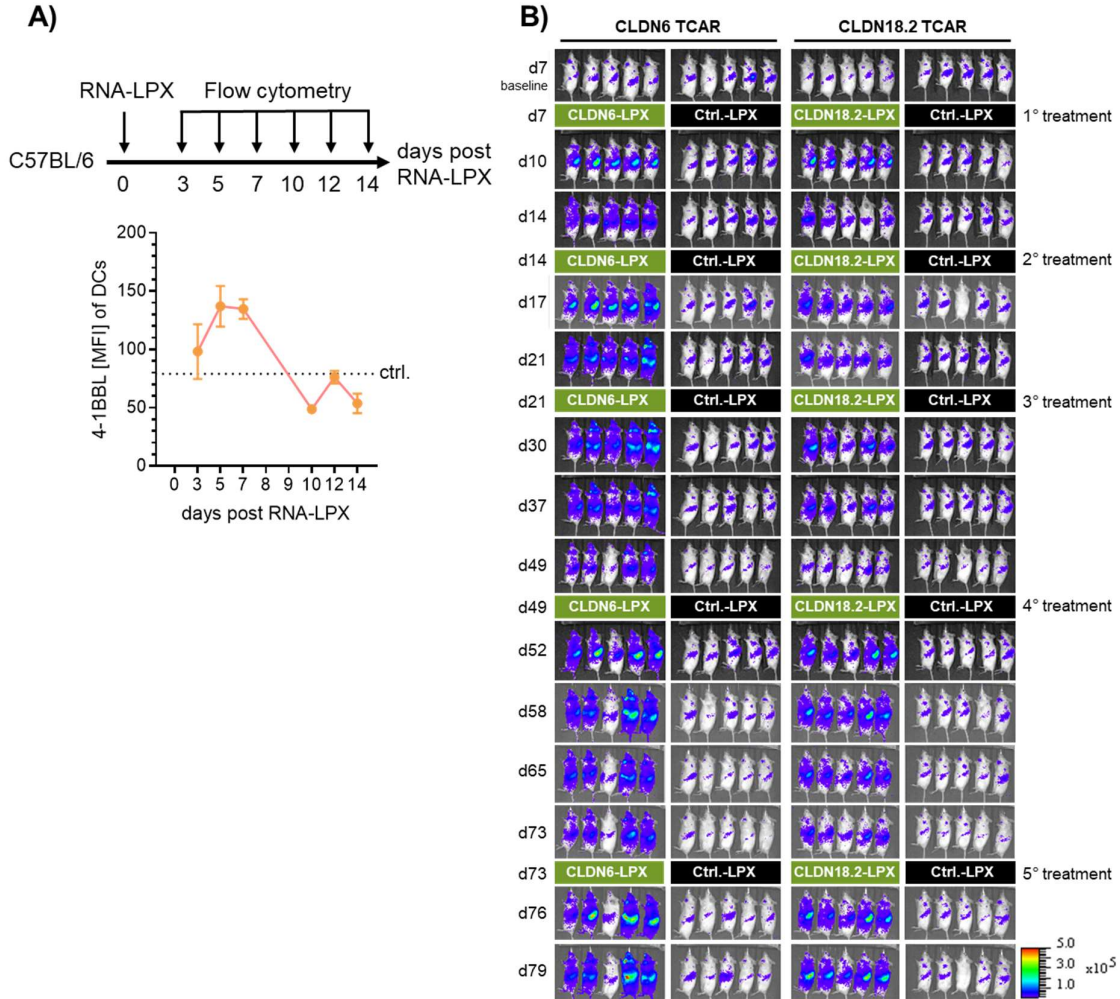 A)
RNA-LPX
Flow cytometry
C57BL/6
days post
RNA-LPX
0 3 5 7 10 12 14
200
150
100
50
0
4-1BBL [MFI] of DCs
ctrl.
0 3 5 7 8 9 10 12 14
days post RNA-LPX
B)
CLDN6 TCAR CLDN18.2 TCAR
d7
baseline
d7 CLDN6-LPX Ctrl.-LPX CLDN18.2-LPX Ctrl.-LPX 1° treatment
d10
d14
d14 CLDN6-LPX Ctrl.-LPX CLDN18.2-LPX Ctrl.-LPX 2° treatment
d17
d21
d21 CLDN6-LPX Ctrl.-LPX CLDN18.2-LPX Ctrl.-LPX 3° treatment
d30
d37
d49
d49 CLDN6-LPX Ctrl.-LPX CLDN18.2-LPX Ctrl.-LPX 4° treatment
d52
d58
d65
d73
d73 CLDN6-LPX Ctrl.-LPX CLDN18.2-LPX Ctrl.-LPX 5° treatment
d76
d79
5.0
3.0
1.0
x10⁵